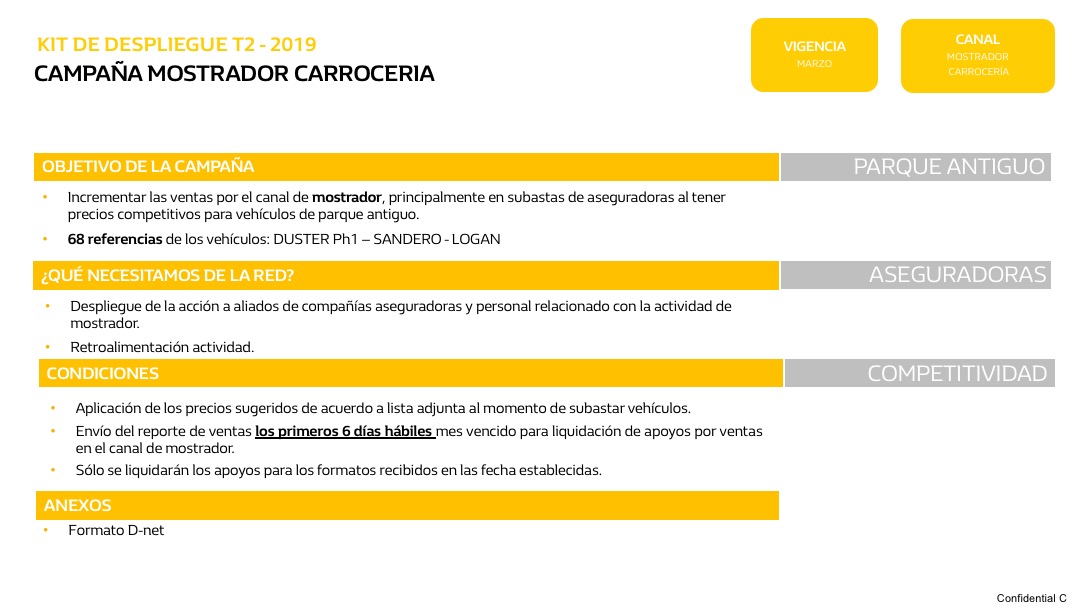 KIT DE DESPLIEGUE T2 - 2019
CAMPAÑA MOSTRADOR CARROCERIA
VIGENCIA
MARZO
CANAL
MOSTRADOR
CARROCERÍA
OBJETIVO DE LA CAMPAÑA
PARQUE ANTIGUO
• Incrementar las ventas por el canal de mostrador, principalmente en subastas de aseguradoras al tener
precios competitivos para vehículos de parque antiguo.
• 68 referencias de los vehículos: DUSTER Ph1 – SANDERO - LOGAN
¿QUÉ NECESITAMOS DE LA RED?
ASEGURADORAS
• Despliegue de la acción a aliados de compañías aseguradoras y personal relacionado con la actividad de
mostrador.
• Retroalimentación actividad.
CONDICIONES
COMPETITIVIDAD
• Aplicación de los precios sugeridos de acuerdo a lista adjunta al momento de subastar vehículos.
• Envío del reporte de ventas los primeros 6 días hábiles mes vencido para liquidación de apoyos por ventas
en el canal de mostrador.
• Sólo se liquidarán los apoyos para los formatos recibidos en las fecha establecidas.
ANEXOS
• Formato D-net
Confidential C